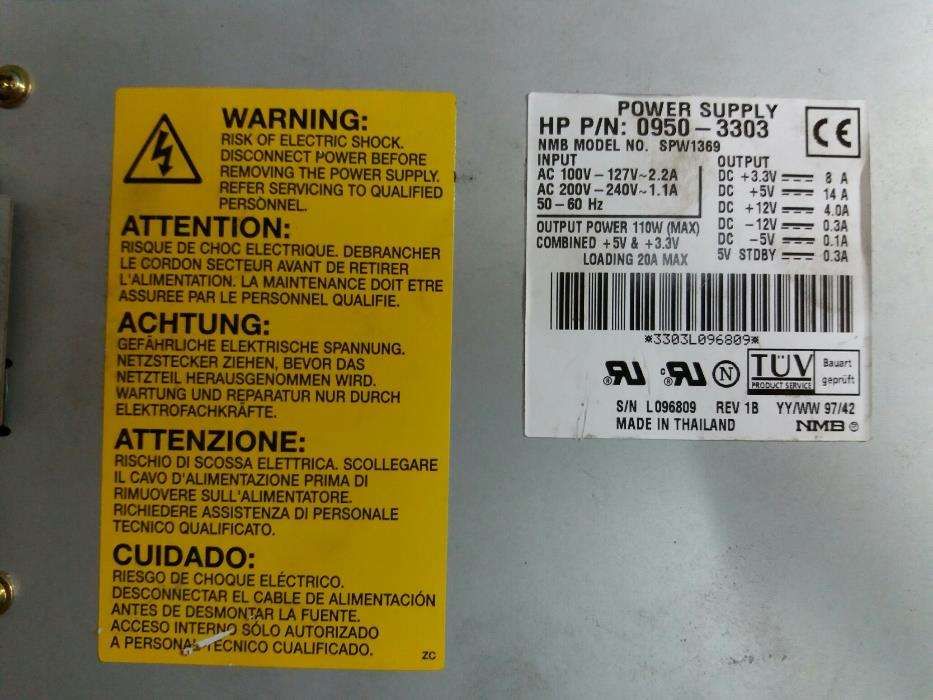 WARNING:
RISK OF ELECTRIC SHOCK.
DISCONNECT POWER BEFORE
REMOVING THE POWER SUPPLY.
REFER SERVICING TO QUALIFIED
PERSONNEL.
ATTENTION:
RISQUE DE CHOC ELECTRIQUE. DEBRANCHER
LE CORDON SECTEUR AVANT DE RETIRER
L'ALIMENTATION. LA MAINTENANCE DOIT ETRE
ASSUREE PAR LE PERSONNEL QUALIFIE.
ACHTUNG:
GEFÄHRLICHE ELEKTRISCHE SPANNUNG.
NETZSTECKER ZIEHEN, BEVOR DAS
NETZTEIL HERAUSGENOMMEN WIRD.
WARTUNG UND REPARATUR NUR DURCH
ELEKTROFACHKRÄFTE.
ATTENZIONE:
RISCHIO DI SCOSSA ELETTRICA. SCOLLEGARE
IL CAVO D'ALIMENTAZIONE PRIMA DI
RIMUOVERE SULL'ALIMENTATORE.
RICHIEDERE ASSISTENZA DI PERSONALE
TECNICO QUALIFICATO.
CUIDADO:
RIESGO DE CHOQUE ELÉCTRICO.
DESCONECTAR EL CABLE DE ALIMENTACIÓN
ANTES DE DESMONTAR LA FUENTE.
ACCESO INTERNO SÓLO AUTORIZADO
A PERSONAL TECNICO CUALIFICADO.
ZC
POWER SUPPLY
HP P/N: 0950-3303
NMB MODEL NO. SPW1369
CE
INPUT
AC 100V-127V~2.2A
AC 200V-240V~1.1A
50-60 Hz
OUTPUT POWER 110W (MAX)
COMBINED +5V & +3.3V
LOADING 20A MAX
OUTPUT
DC +3.3V 8 A
DC +5V 14 A
DC +12V 4.0A
DC -12V 0.3A
DC -5V 0.1A
5V STDBY 0.3A
*3303L096809*
® RU c RU ® N TÜV Bauart
PRODUCT SERVICE geprüft
S/N L096809 REV 1B YY/WW 97/42
MADE IN THAILAND NMB